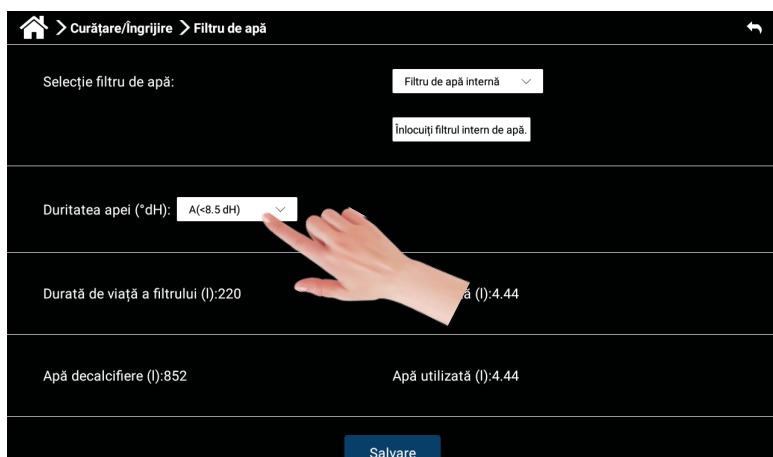 Curățare/Îngrijire Filtru de apă
Selecție filtru de apă: Filtru de apă internă
Înlocuiți filtrul intern de apă.
Duritatea apei (°dH): A(<8.5 dH)
Durată de viață a filtrului (l):220 (l):4.44
Apă decalcifiere (l):852 Apă utilizată (l):4.44
Salvare